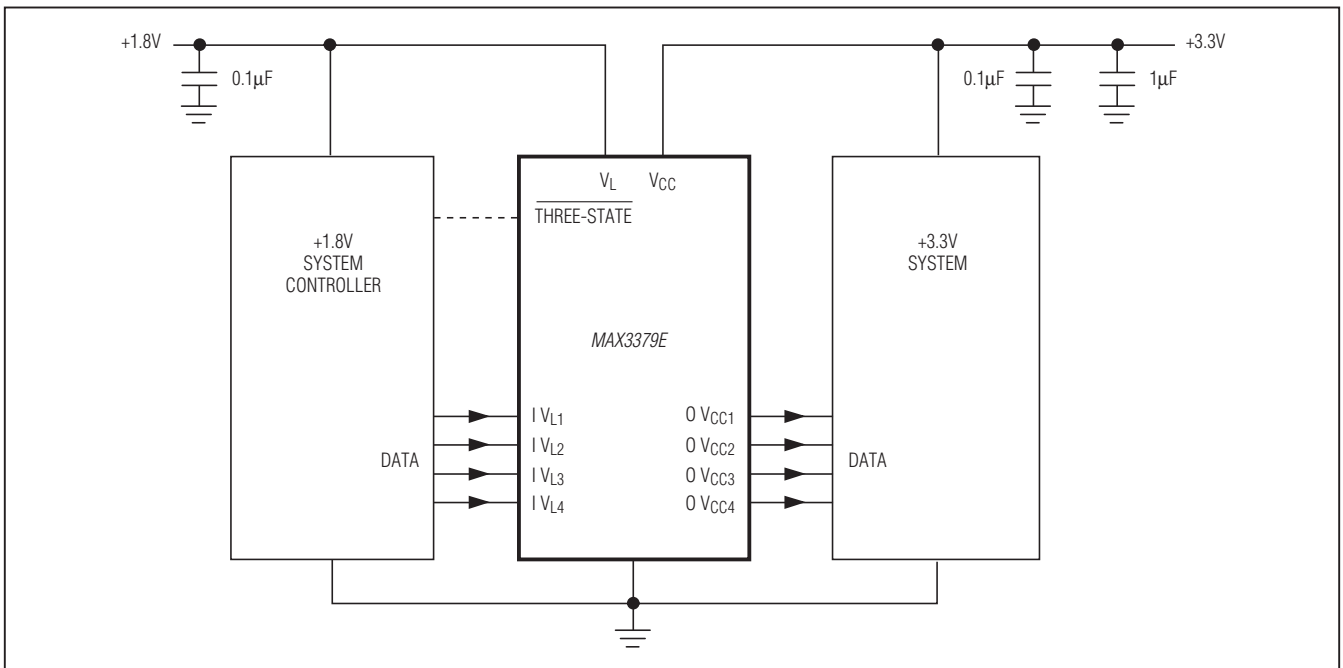 +1.8V
0.1µF
+3.3V
0.1µF
1µF
VL
VCC
THREE-STATE
+1.8V
SYSTEM
CONTROLLER
+3.3V
SYSTEM
MAX3379E
DATA
I VL1
I VL2
I VL3
I VL4
O VCC1
O VCC2
O VCC3
O VCC4
DATA